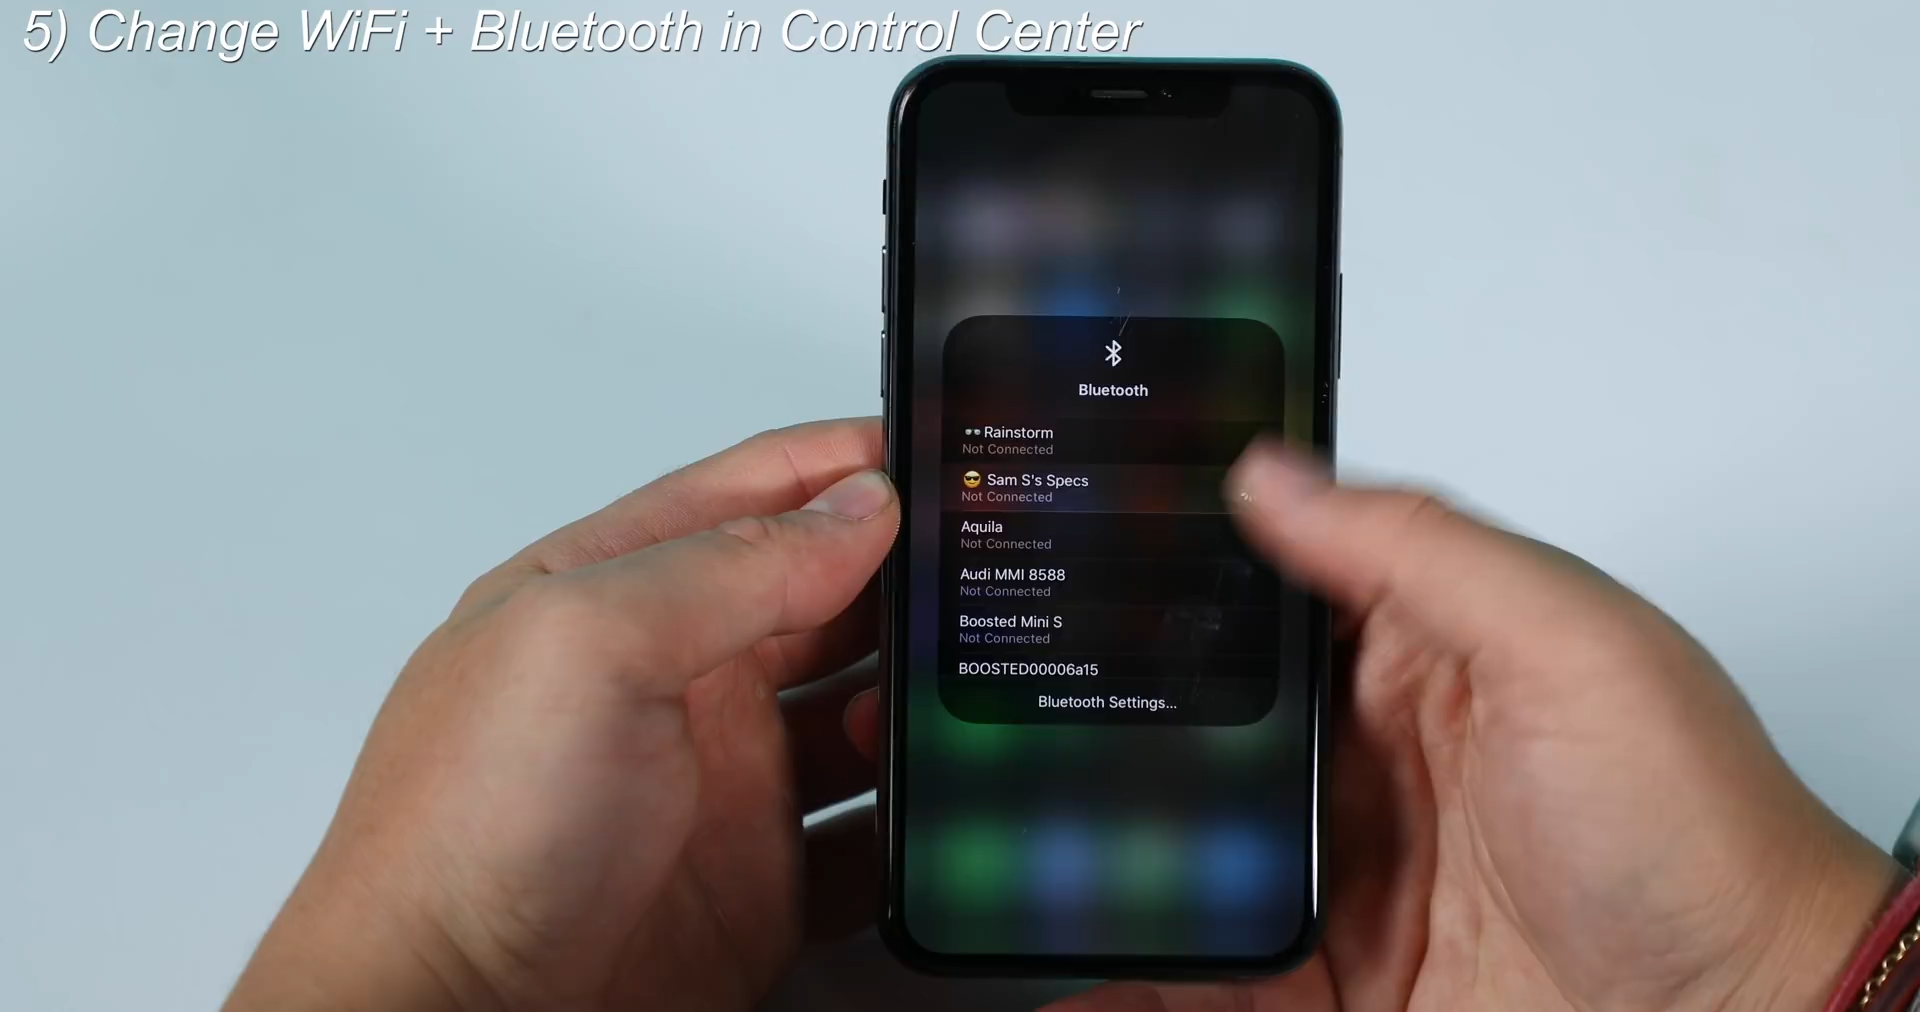 5) Change WiFi + Bluetooth in Control Center
Bluetooth
🕶️ Rainstorm
Not Connected
😎 Sam S's Specs
Not Connected
Aquila
Not Connected
Audi MMI 8588
Not Connected
Boosted Mini S
Not Connected
BOOSTED00006a15
Bluetooth Settings...